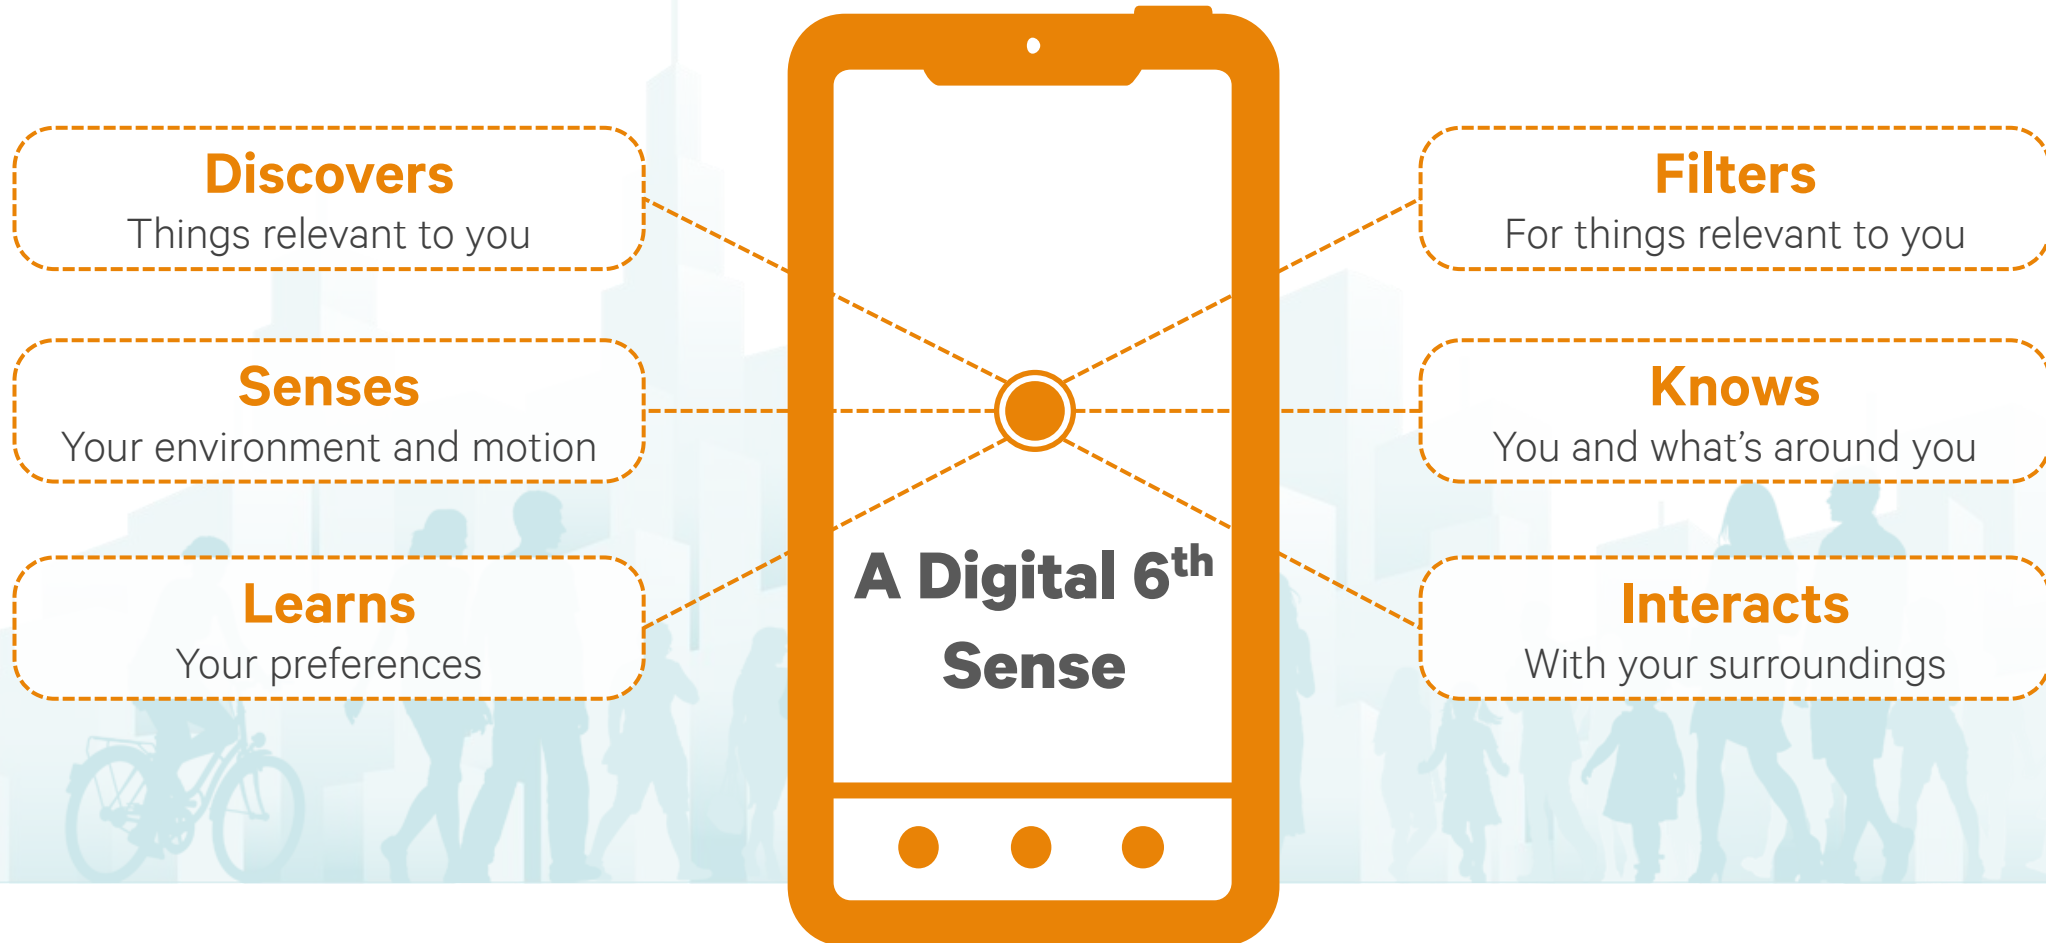 Discovers
Things relevant to you
Senses
Your environment and motion
Learns
Your preferences
A Digital 6th
Sense
Filters
For things relevant to you
Knows
You and what’s around you
Interacts
With your surroundings